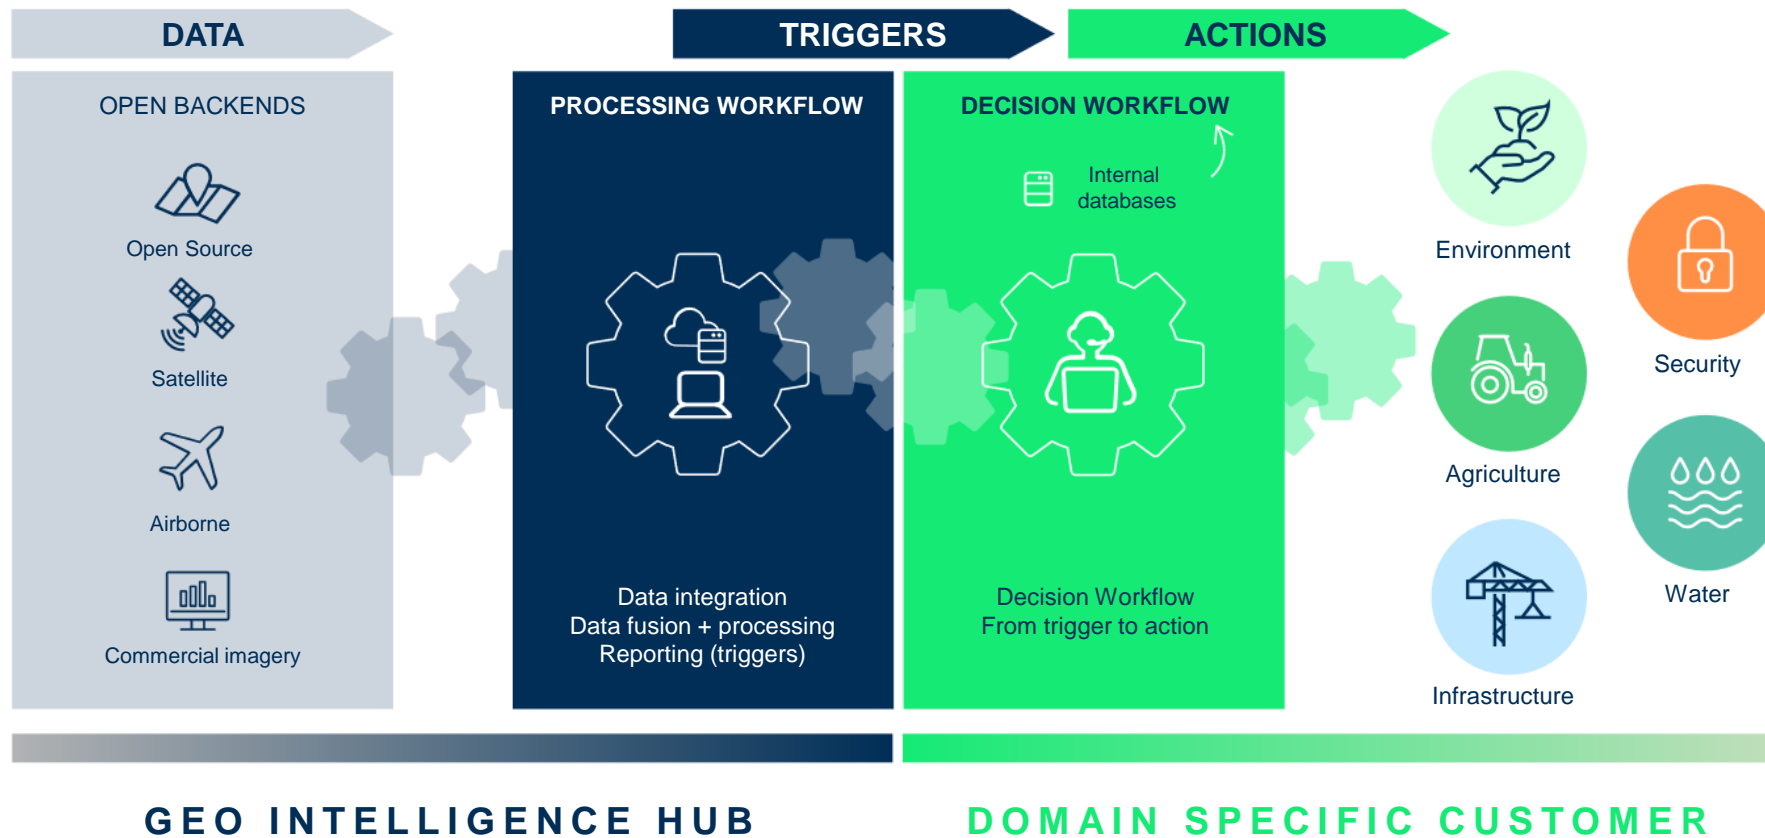 DATA
TRIGGERS
ACTIONS
OPEN BACKENDS
Open Source
Satellite
Airborne
Commercial imagery
PROCESSING WORKFLOW
Data integration
Data fusion + processing
Reporting (triggers)
DECISION WORKFLOW
Internal
databases
Decision Workflow
From trigger to action
Environment
Security
Agriculture
Water
Infrastructure
GEO INTELLIGENCE HUB
DOMAIN SPECIFIC CUSTOMER